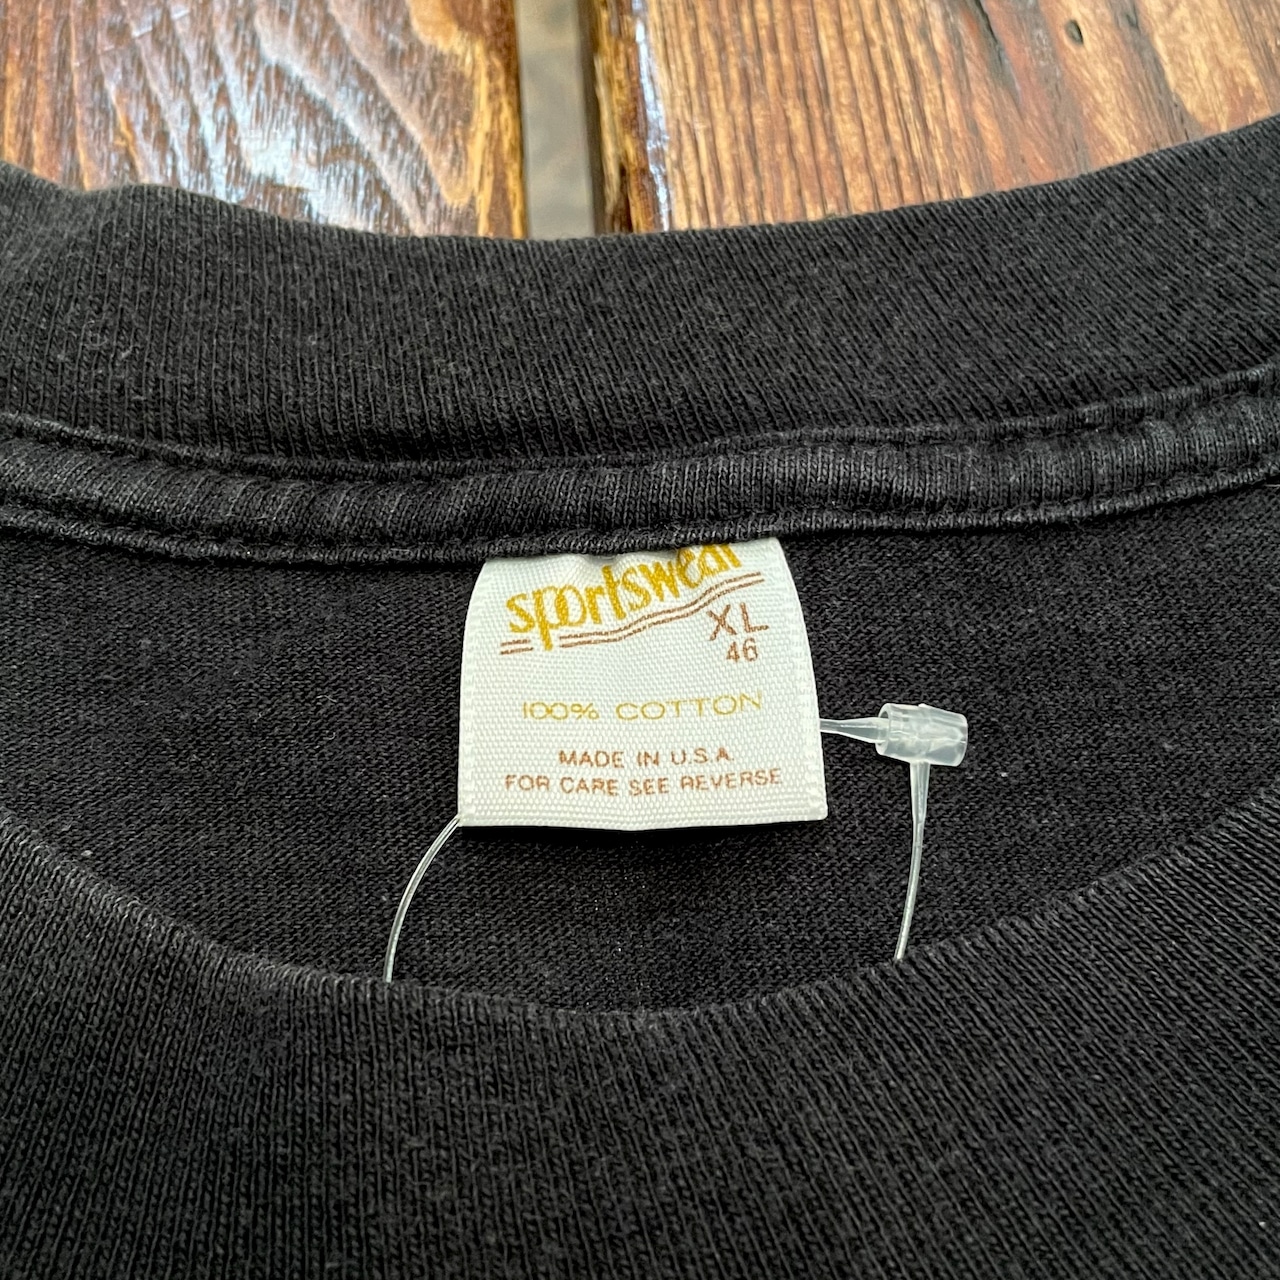 sportswear
XL
46
100% COTTON
MADE IN U.S.A.
FOR CARE SEE REVERSE